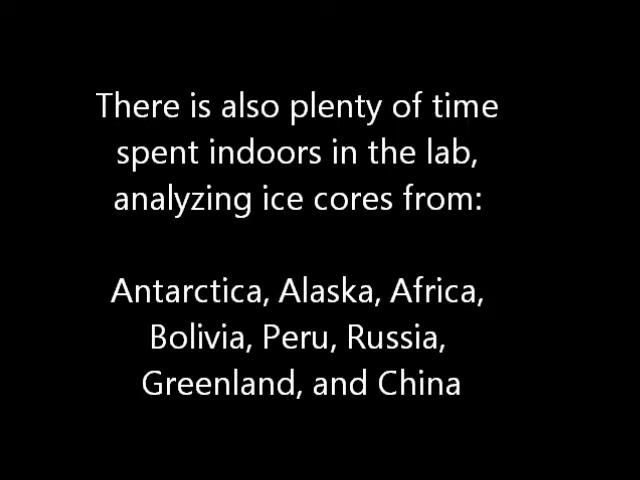 There is also plenty of time
spent indoors in the lab,
analyzing ice cores from:
Antarctica, Alaska, Africa,
Bolivia, Peru, Russia,
Greenland, and China